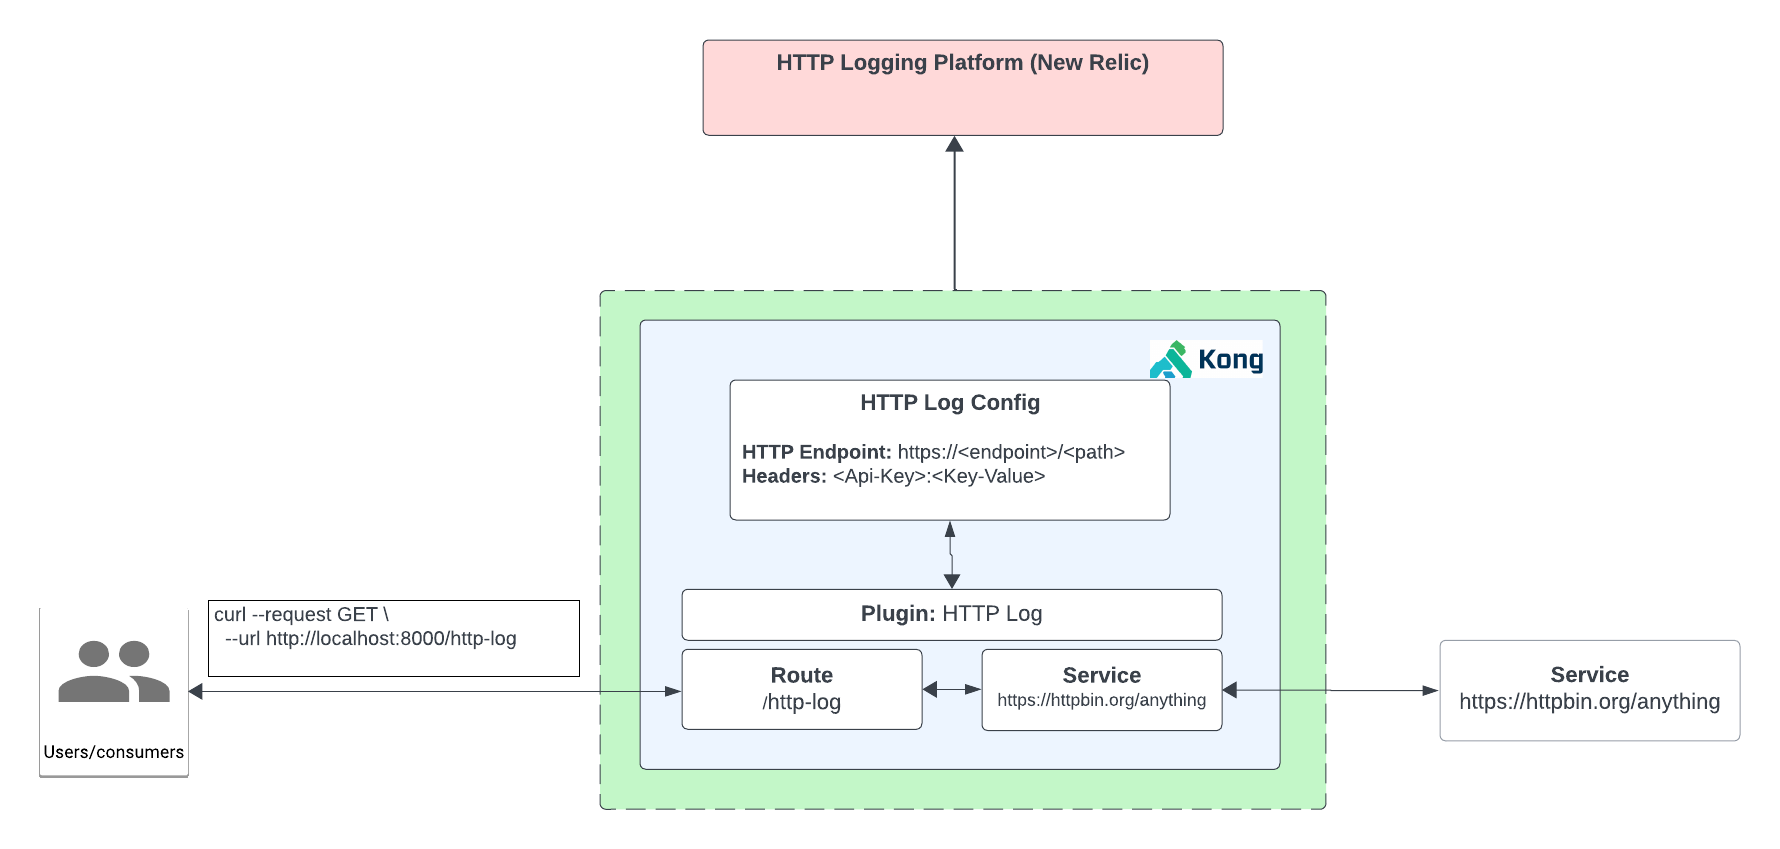 HTTP Logging Platform (New Relic)
Kong
HTTP Log Config
HTTP Endpoint: https://<endpoint>/<path>
Headers: <Api-Key>:<Key-Value>
curl --request GET \
--url http://localhost:8000/http-log
Users/consumers
Plugin: HTTP Log
Route
/http-log
Service
https://httpbin.org/anything
Service
https://httpbin.org/anything